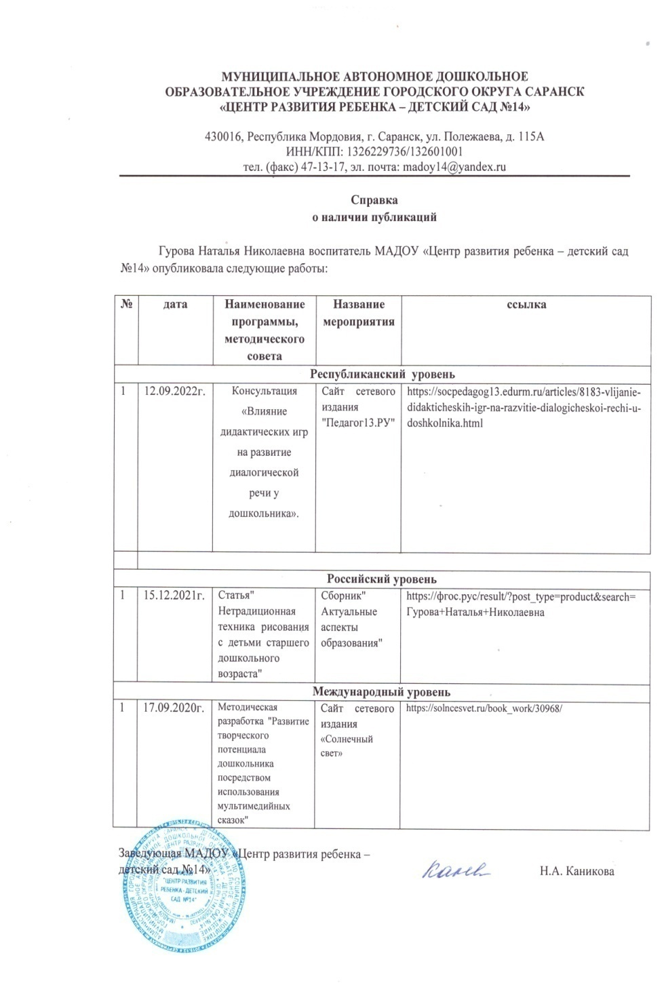 МУНИЦИПАЛЬНОЕ АВТОНОМНОЕ ДОШКОЛЬНОЕ
ОБРАЗОВАТЕЛЬНОЕ УЧРЕЖДЕНИЕ ГОРОДСКОГО ОКРУГА САРАНСК
«ЦЕНТР РАЗВИТИЯ РЕБЕНКА – ДЕТСКИЙ САД №14»
430016, Республика Мордовия, г. Саранск, ул. Полежаева, д. 115А
ИНН/КПП: 1326229736/132601001
тел. (факс) 47-13-17, эл. почта: madoy14@yandex.ru
Справка
о наличии публикаций
Гурова Наталья Николаевна воспитатель МАДОУ «Центр развития ребенка – детский сад
№14» опубликовала следующие работы:
№
дата
Наименование
программы,
методического
совета
Название
мероприятия
ссылка
Республиканский уровень
1
12.09.2022г.
Консультация
«Влияние
дидактических игр
на развитие
диалогической
речи у
дошкольника».
Сайт сетевого
издания
"Педагог13.РУ"
https://socpedagog13.edurm.ru/articles/8183-vlijanie-
didakticheskih-igr-na-razvitie-dialogicheskoi-rechi-u-
doshkolnika.html
Российский уровень
1
15.12.2021г.
Статья"
Нетрадиционная
техника рисования
с детьми старшего
дошкольного
возраста"
Сборник"
Актуальные
аспекты
образования"
https://фгос.рус/result/?post_type=product&search=
Гурова+Наталья+Николаевна
Международный уровень
1
17.09.2020г.
Методическая
разработка "Развитие
творческого
потенциала
дошкольника
посредством
использования
мультимедийных
сказок"
Сайт сетевого
издания
«Солнечный
свет»
https://solncesvet.ru/book_work/30968/
Заведующая МАДОУ «Центр развития ребенка –
детский сад №14»
Н.А. Каникова
"ЦЕНТР РАЗВИТИЯ
РЕБЕНКА - ДЕТСКИЙ
САД №14"